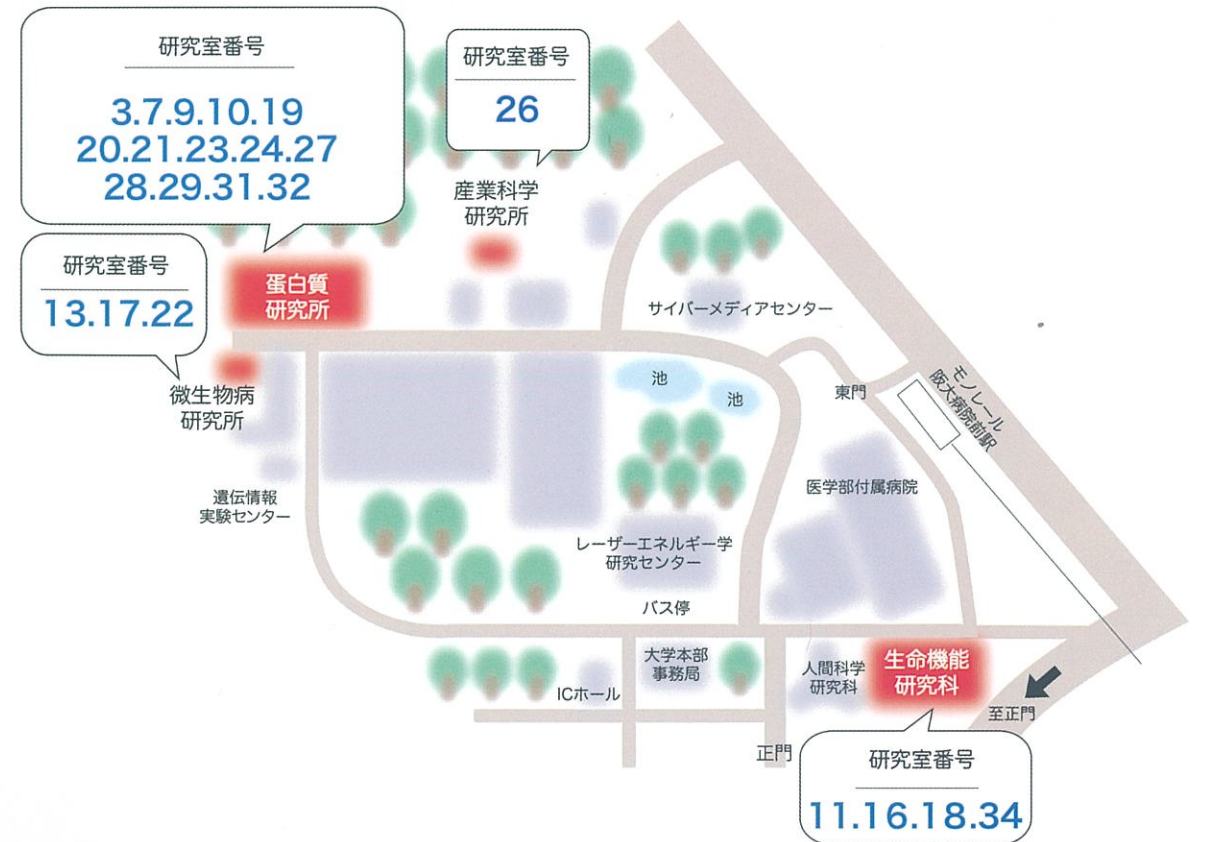 研究室番号
3.7.9.10.19
20.21.23.24.27
28.29.31.32
研究室番号
26
産業科学
研究所
研究室番号
13.17.22
蛋白質
研究所
サイバーメディアセンター
微生物病
研究所
池
池
東門
モノレール
阪大病院前駅
遺伝情報
実験センター
医学部付属病院
レーザーエネルギー学
研究センター
バス停
大学本部
事務局
人間科学
研究科
生命機能
研究科
ICホール
至正門
正門
研究室番号
11.16.18.34